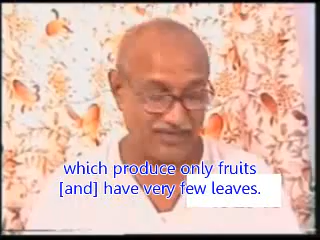 which produce only fruits
[and] have very few leaves.